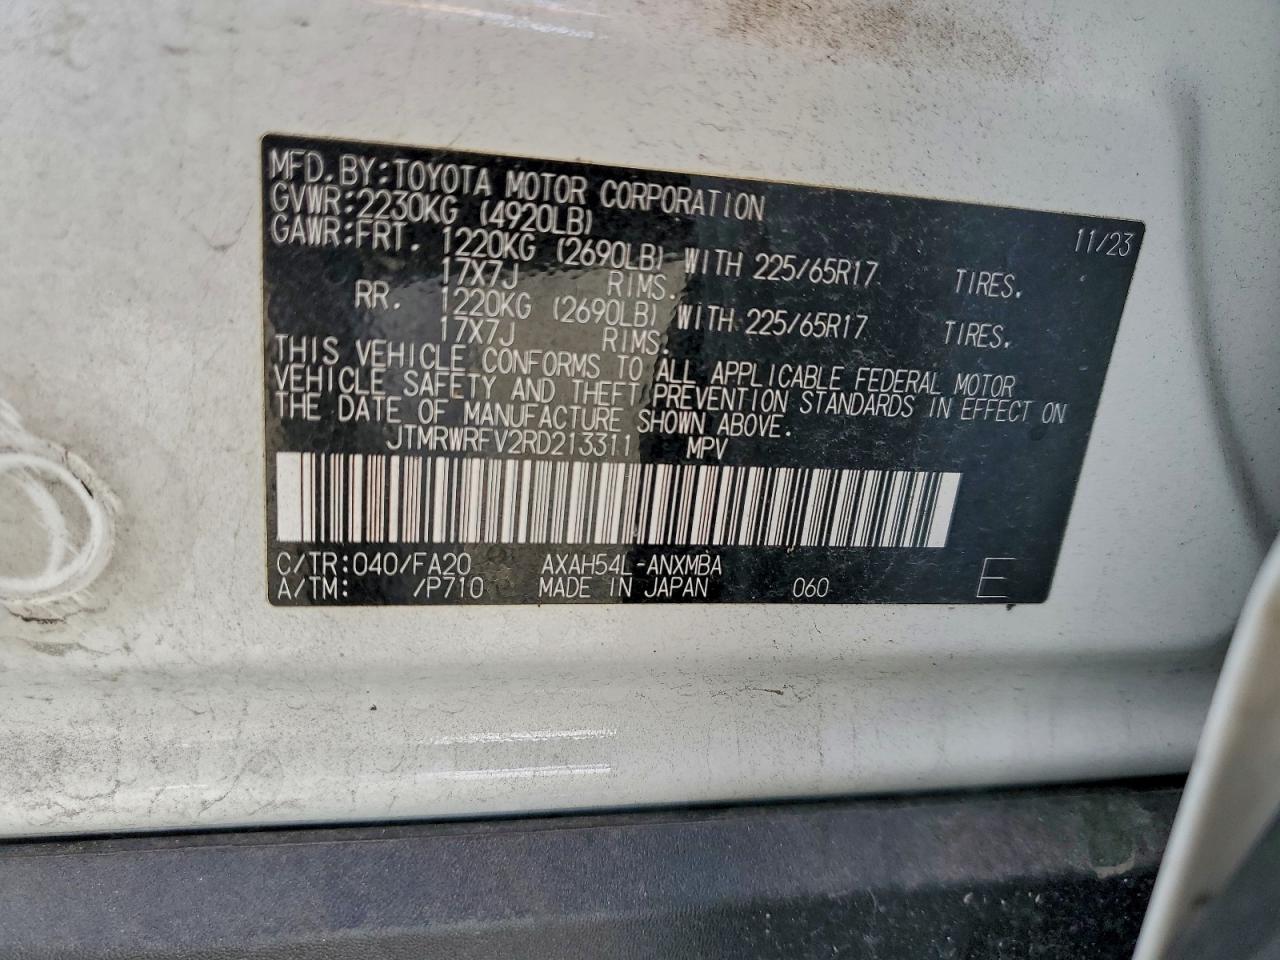 MFD.BY:TOYOTA MOTOR CORPORATION
GVWR:2230KG (4920LB) 11/23
GAWR:FRT. 1220KG (2690LB) WITH 225/65R17 TIRES.
17X7J RIMS.
RR. 1220KG (2690LB) WITH 225/65R17 TIRES.
17X7J RIMS.
THIS VEHICLE CONFORMS TO ALL APPLICABLE FEDERAL MOTOR
VEHICLE SAFETY AND THEFT PREVENTION STANDARDS IN EFFECT ON
THE DATE OF MANUFACTURE SHOWN ABOVE.
JTMRWRFV2RD213311 MPV
C/TR:040/FA20 AXAH54L-ANXMBA
A/TM: /P710 MADE IN JAPAN 060 E